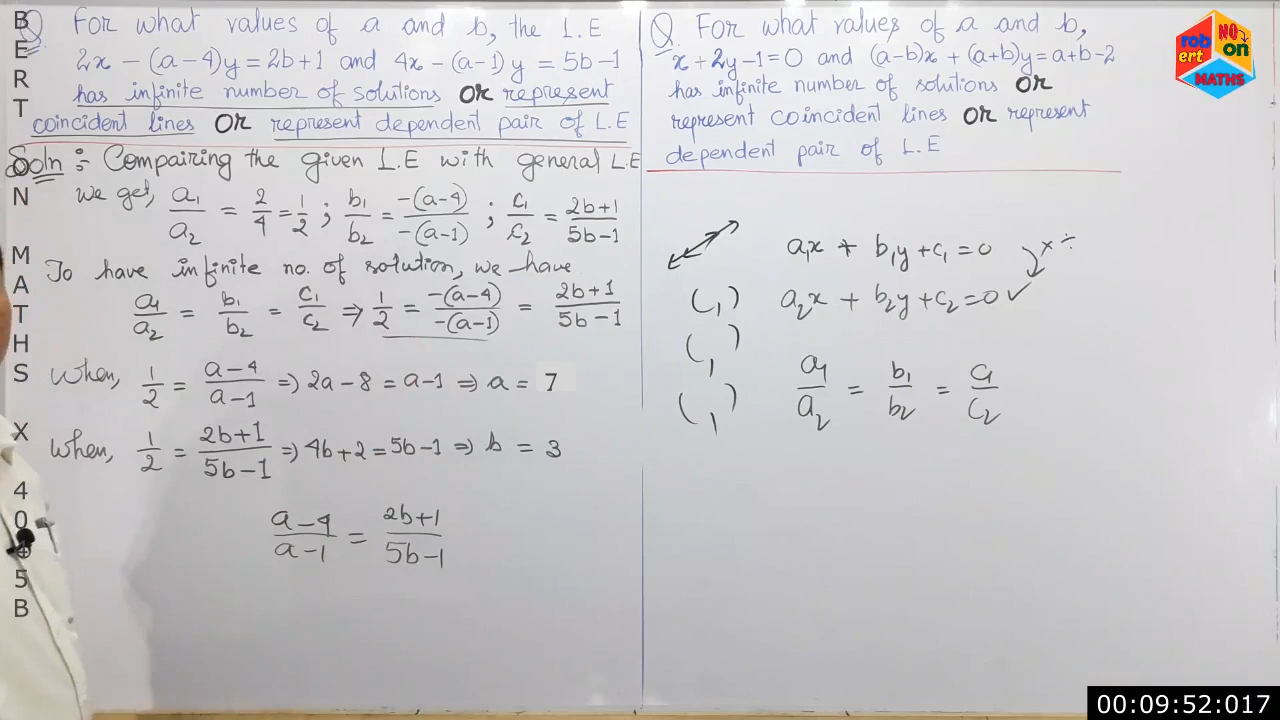 BERT ON MATHS X 4045B
Q. For what values of a and b, the L.E
2x - (a-4)y = 2b+1 and 4x - (a-1)y = 5b-1
has infinite number of solutions OR represent
coincident lines OR represent dependent pair of L.E
Soln :- Compairing the given L.E with general L.E
we get, a1/a2 = 2/4 = 1/2 ; b1/b2 = -(a-4)/-(a-1) ; c1/c2 = 2b+1/5b-1
To have infinite no. of solution, we have
a1/a2 = b1/b2 = c1/c2 ⇒ 1/2 = -(a-4)/-(a-1) = 2b+1/5b-1
When, 1/2 = a-4/a-1 ⇒ 2a-8 = a-1 ⇒ a = 7
When, 1/2 = 2b+1/5b-1 ⇒ 4b+2 = 5b-1 ⇒ b = 3
a-4/a-1 = 2b+1/5b-1
Q. For what values of a and b,
x+2y-1=0 and (a-b)x + (a+b)y = a+b-2
has infinite number of solutions OR
represent coincident lines OR represent
dependent pair of L.E
a1x + b1y + c1 = 0 × ÷
( , ) a2x + b2y + c2 = 0 ✓
( , )
( , ) a1/a2 = b1/b2 = c1/c2
robert
NO on
MATHS
00:09:52:017